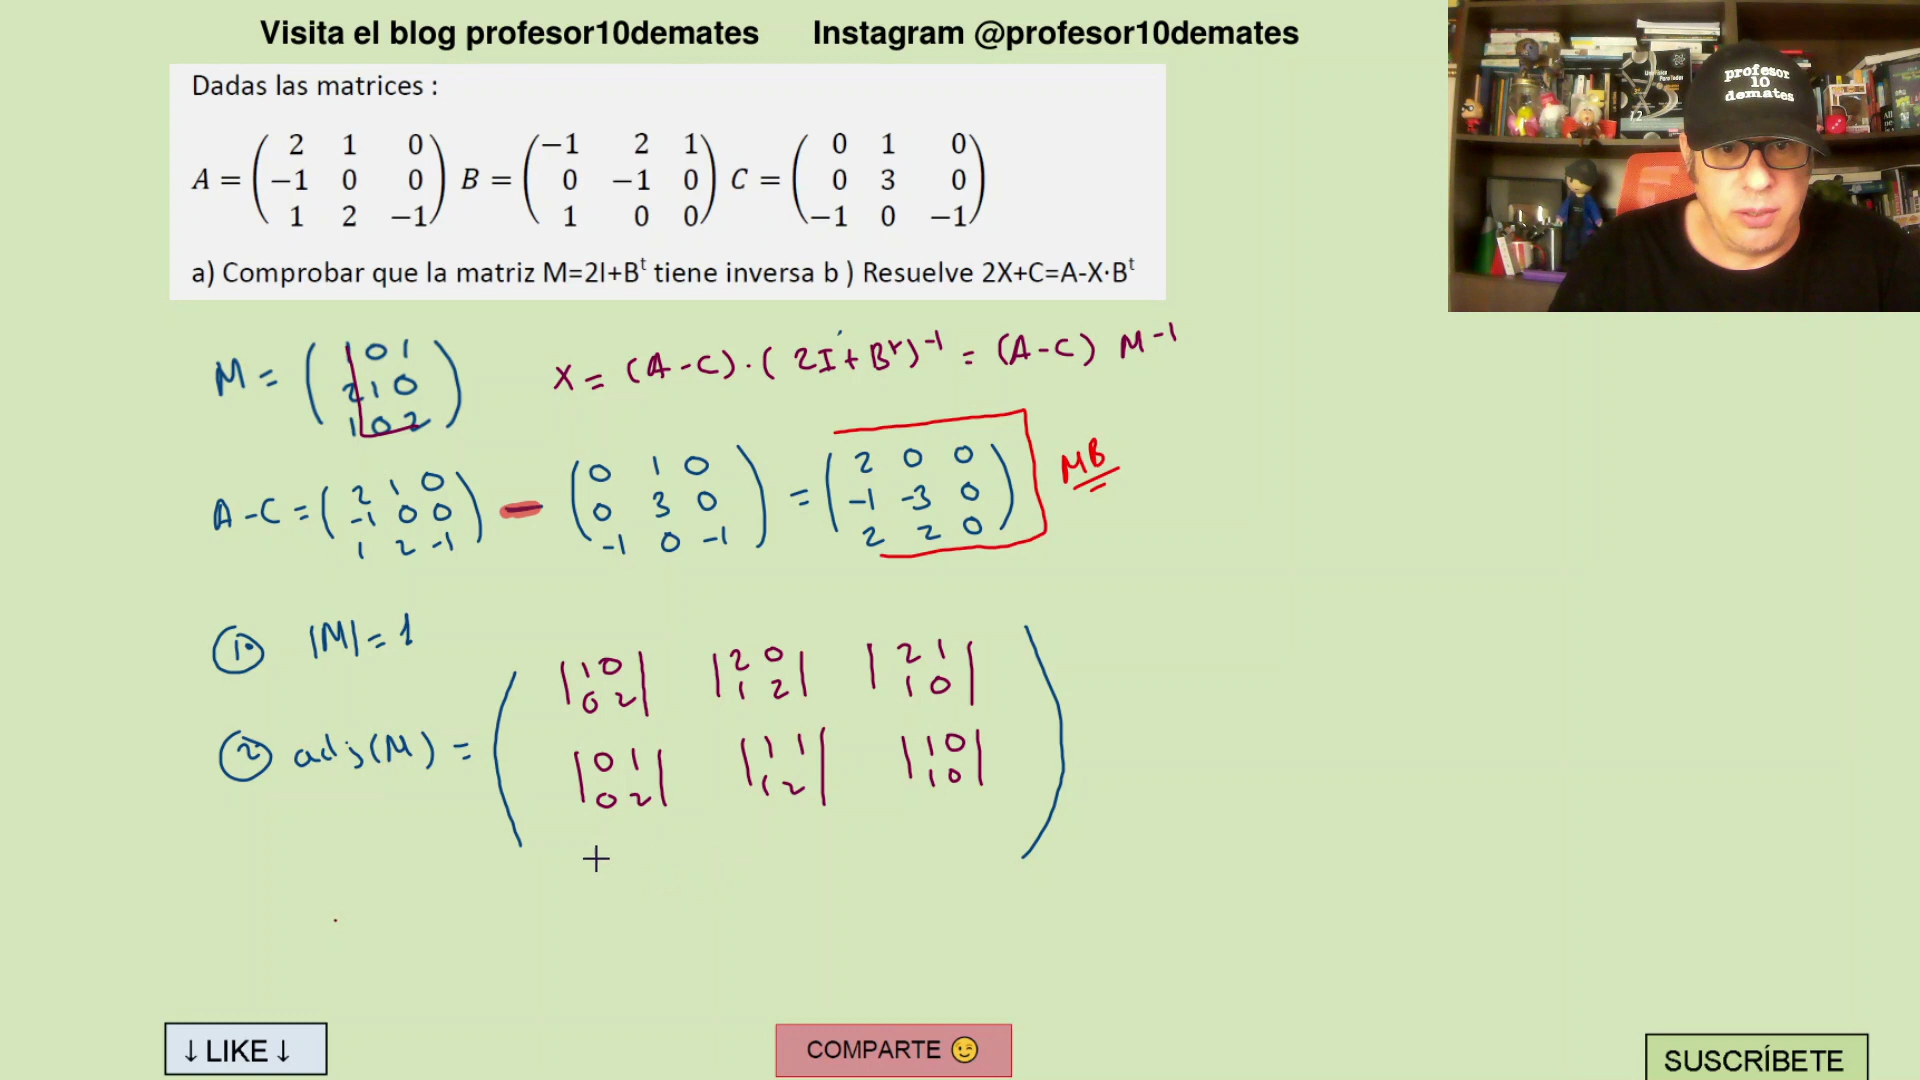 Visita el blog profesor10demates Instagram @profesor10demates
profesor
10
demates
Dadas las matrices :
A = ( 2 1 0 ) B = ( −1 2 1 ) C = ( 0 1 0 )
−1 0 0 0 −1 0 0 3 0
1 2 −1 1 0 0 −1 0 −1
a) Comprobar que la matriz M=2I+Bᵗ tiene inversa b ) Resuelve 2X+C=A-X·Bᵗ
M = ( 1 0 1 ) X = (A-C)·(2I+Bᵗ)⁻¹ = (A-C) M⁻¹
2 1 0
1 0 2
A-C = ( 2 1 0 ) - ( 0 1 0 ) = ( 2 0 0 ) MB
-1 0 0 0 3 0 -1 -3 0
1 2 -1 -1 0 -1 2 2 0
1º |M| = 1
|1 0| |2 0| |2 1|
|0 2| |1 2| |1 0|
2º adj(M) = ( |0 1| |1 1| |1 0| )
|0 2| |1 2| |1 0|
↓ LIKE ↓
COMPARTE 😉
SUSCRÍBETE